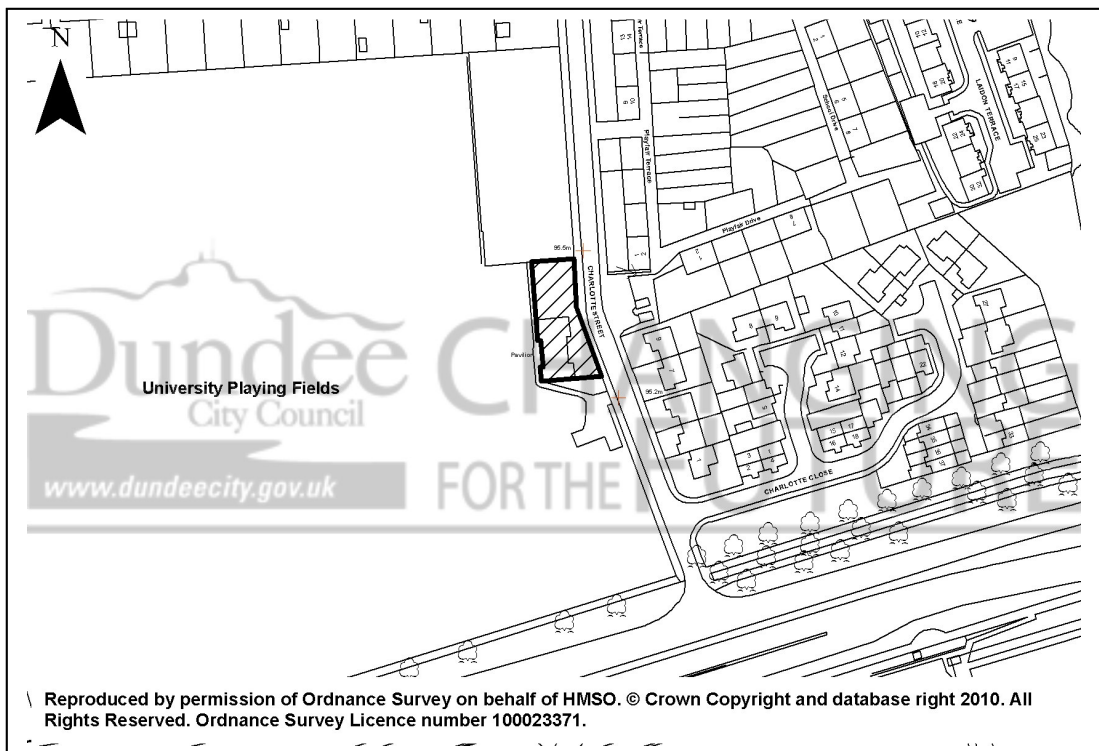 N
95.5m
CHARLOTTE STREET
Playfair Terrace
School Drive
LAIDON TERRACE
Playfair Drive
Pavilion
95.2m
University Playing Fields
Dundee
City Council
www.dundeecity.gov.uk
CHANGING
FOR THE FUTURE
CHARLOTTE CLOSE
Reproduced by permission of Ordnance Survey on behalf of HMSO. © Crown Copyright and database right 2010. All
Rights Reserved. Ordnance Survey Licence number 100023371.